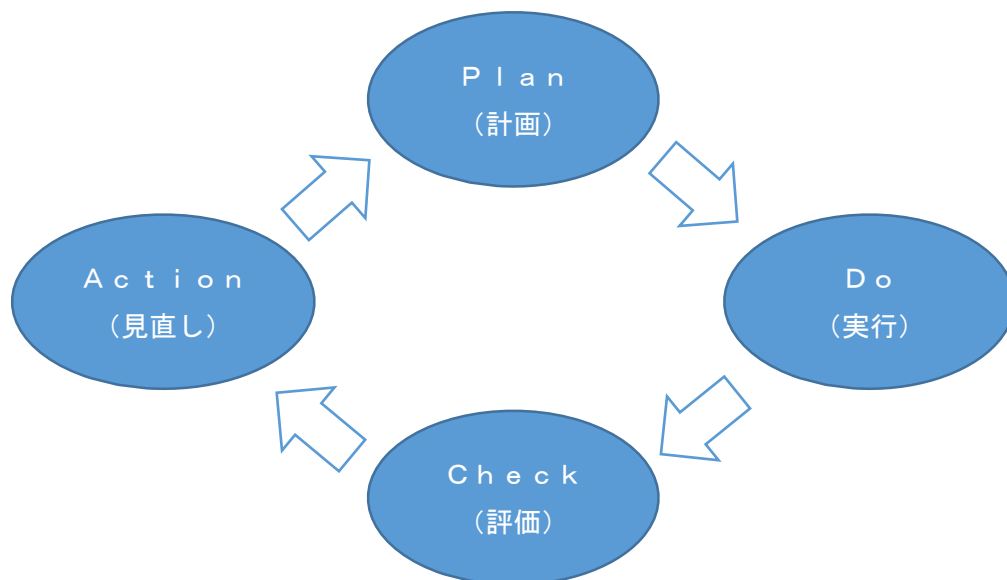 Ｐｌａｎ
（計画）
Ｄｏ
（実行）
Ｃｈｅｃｋ
（評価）
Ａｃｔｉｏｎ
（見直し）